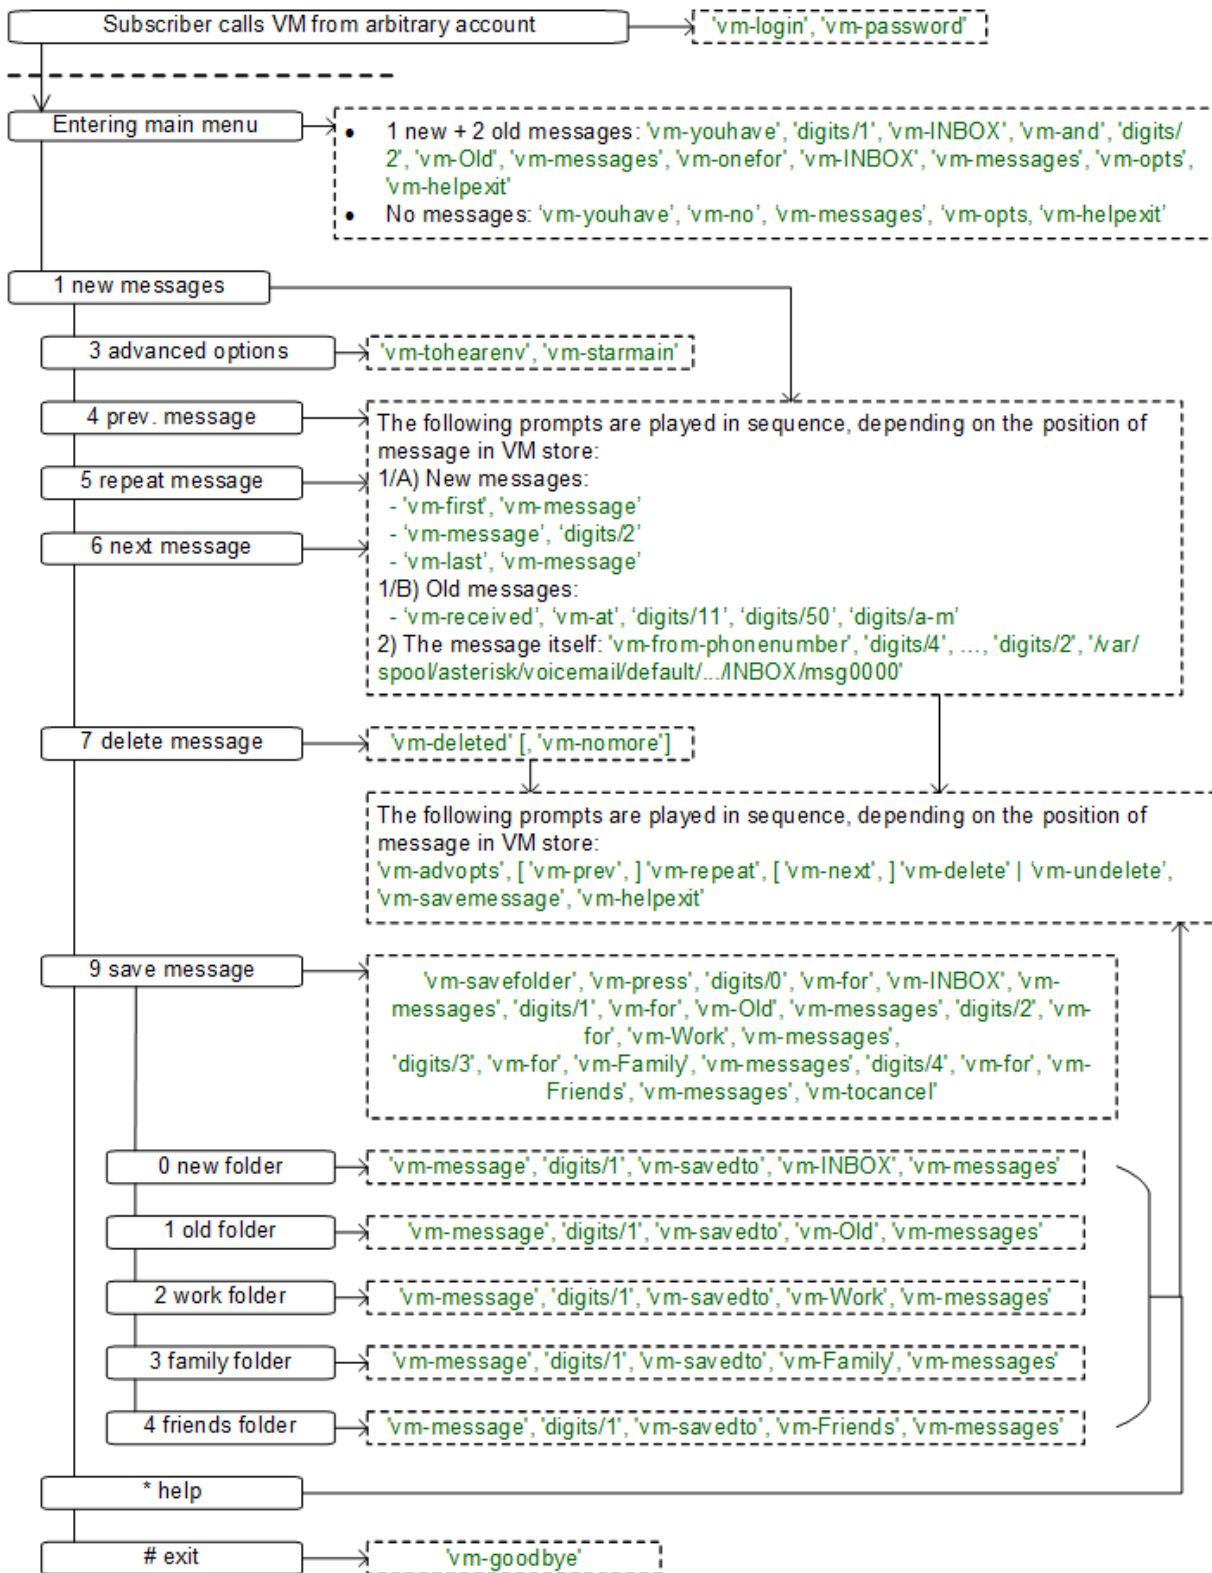 Subscriber calls VM from arbitrary account
'vm-login', 'vm-password'
Entering main menu
• 1 new + 2 old messages: 'vm-youhave', 'digits/1', 'vm-INBOX', 'vm-and', 'digits/
2', 'vm-Old', 'vm-messages', 'vm-onefor', 'vm-INBOX', 'vm-messages', 'vm-opts',
'vm-helpexit'
• No messages: ‘vm-youhave’, ‘vm-no’, ‘vm-messages’, ‘vm-opts, ‘vm-helpexit’
1 new messages
3 advanced options
'vm-tohearenv', 'vm-starmain'
4 prev. message
5 repeat message
6 next message
The following prompts are played in sequence, depending on the position of
message in VM store:
1/A) New messages:
- 'vm-first', 'vm-message’
- ‘vm-message’, ‘digits/2’
- ‘vm-last’, ‘vm-message’
1/B) Old messages:
- ‘vm-received’, ‘vm-at’, ‘digits/11’, ‘digits/50’, ‘digits/a-m’
2) The message itself: 'vm-from-phonenumber', 'digits/4', …, 'digits/2', '/var/
spool/asterisk/voicemail/default/.../INBOX/msg0000'
7 delete message
'vm-deleted' [, 'vm-nomore']
The following prompts are played in sequence, depending on the position of
message in VM store:
'vm-advopts', [ 'vm-prev', ] 'vm-repeat', [ 'vm-next', ] 'vm-delete' | ‘vm-undelete’,
'vm-savemessage', 'vm-helpexit'
9 save message
'vm-savefolder', 'vm-press', 'digits/0', 'vm-for', 'vm-INBOX', 'vm-
messages', 'digits/1', 'vm-for', 'vm-Old', 'vm-messages', 'digits/2', 'vm-
for', 'vm-Work', 'vm-messages',
'digits/3', 'vm-for', 'vm-Family', 'vm-messages', 'digits/4', 'vm-for', 'vm-
Friends', 'vm-messages', 'vm-tocancel'
0 new folder
'vm-message', 'digits/1', 'vm-savedto', 'vm-INBOX', 'vm-messages'
1 old folder
'vm-message', 'digits/1', 'vm-savedto', 'vm-Old', 'vm-messages'
2 work folder
'vm-message', 'digits/1', 'vm-savedto', 'vm-Work', 'vm-messages'
3 family folder
'vm-message', 'digits/1', 'vm-savedto', 'vm-Family', 'vm-messages'
4 friends folder
'vm-message', 'digits/1', 'vm-savedto', 'vm-Friends', 'vm-messages'
* help
# exit
'vm-goodbye'